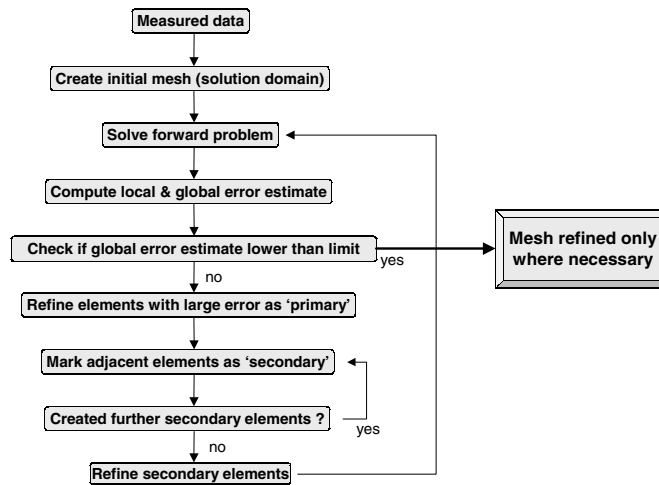 Measured data
Create initial mesh (solution domain)
Solve forward problem
Compute local & global error estimate
Check if global error estimate lower than limit
yes
Mesh refined only
where necessary
no
Refine elements with large error as ‘primary’
Mark adjacent elements as ‘secondary’
Created further secondary elements ?
yes
no
Refine secondary elements